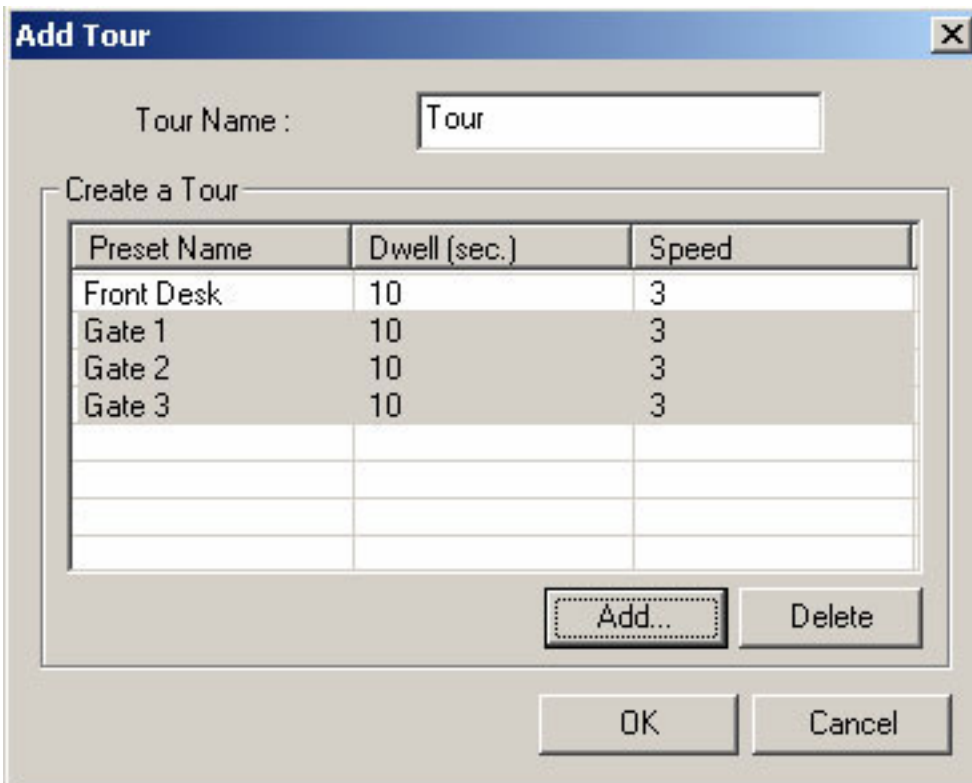 Add Tour
Tour Name : Tour
Create a Tour
Preset Name Dwell (sec.) Speed
Front Desk 10 3
Gate 1 10 3
Gate 2 10 3
Gate 3 10 3
Add... Delete
OK Cancel